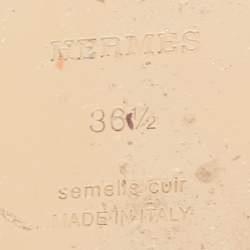 HERMES
36½
semelle cuir
MADE IN ITALY